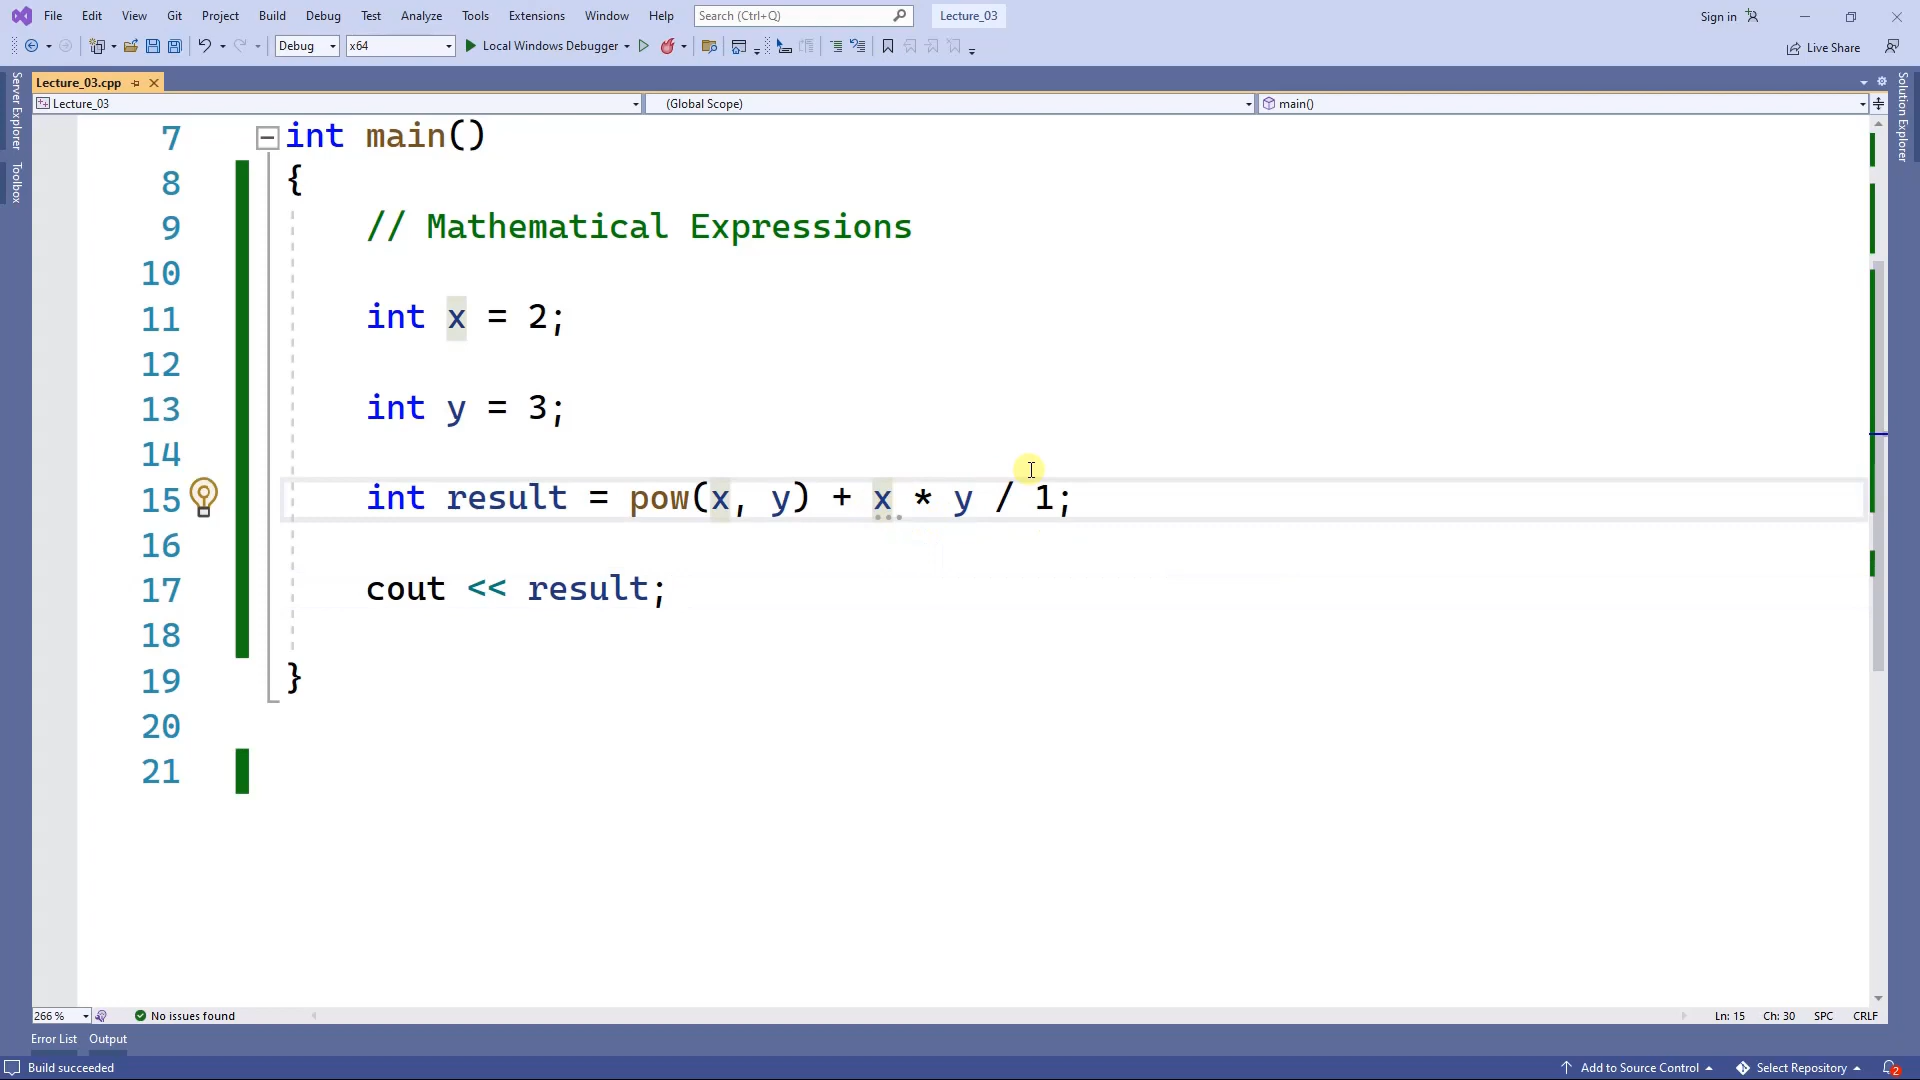 File Edit View Git Project Build Debug Test Analyze Tools Extensions Window Help Search (Ctrl+Q) Lecture_03 Sign in
Debug x64 Local Windows Debugger Live Share
Server Explorer
Toolbox
Solution Explorer
Lecture_03.cpp
Lecture_03 (Global Scope) main()
7 int main()
8 {
9 // Mathematical Expressions
10
11 int x = 2;
12
13 int y = 3;
14
15 int result = pow(x, y) + x * y / 1;
16
17 cout << result;
18
19 }
20
21
266 % No issues found Ln: 15 Ch: 30 SPC CRLF
Error List Output
Build succeeded Add to Source Control Select Repository 2